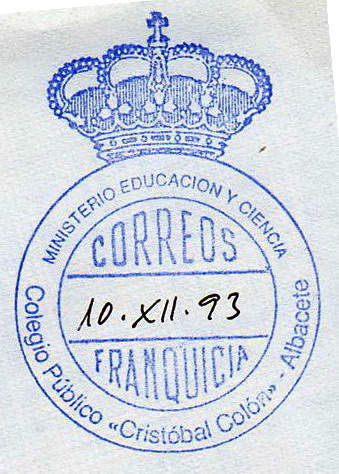 MINISTERIO EDUCACION Y CIENCIA
CORREOS
10.XII.93
FRANQUICIA
Colegio Público «Cristóbal Colón» - Albacete